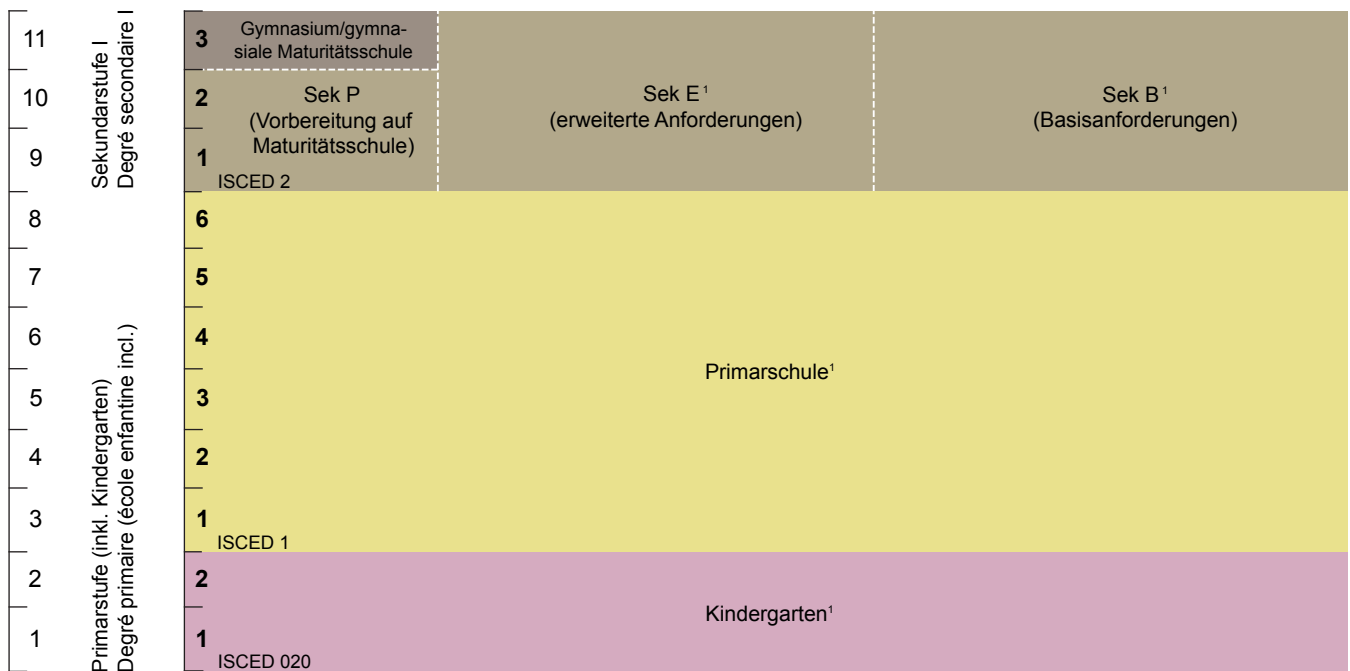 11
10
9
8
7
6
5
4
3
2
1
Sekundarstufe I
Degré secondaire I
Primarstufe (inkl. Kindergarten)
Degré primaire (école enfantine incl.)
3
2
1
ISCED 2
6
5
4
3
2
1
ISCED 1
2
1
ISCED 020
Gymnasium/gymna-
siale Maturitätsschule
Sek P
(Vorbereitung auf
Maturitätsschule)
Sek E¹
(erweiterte Anforderungen)
Sek B¹
(Basisanforderungen)
Primarschule¹
Kindergarten¹